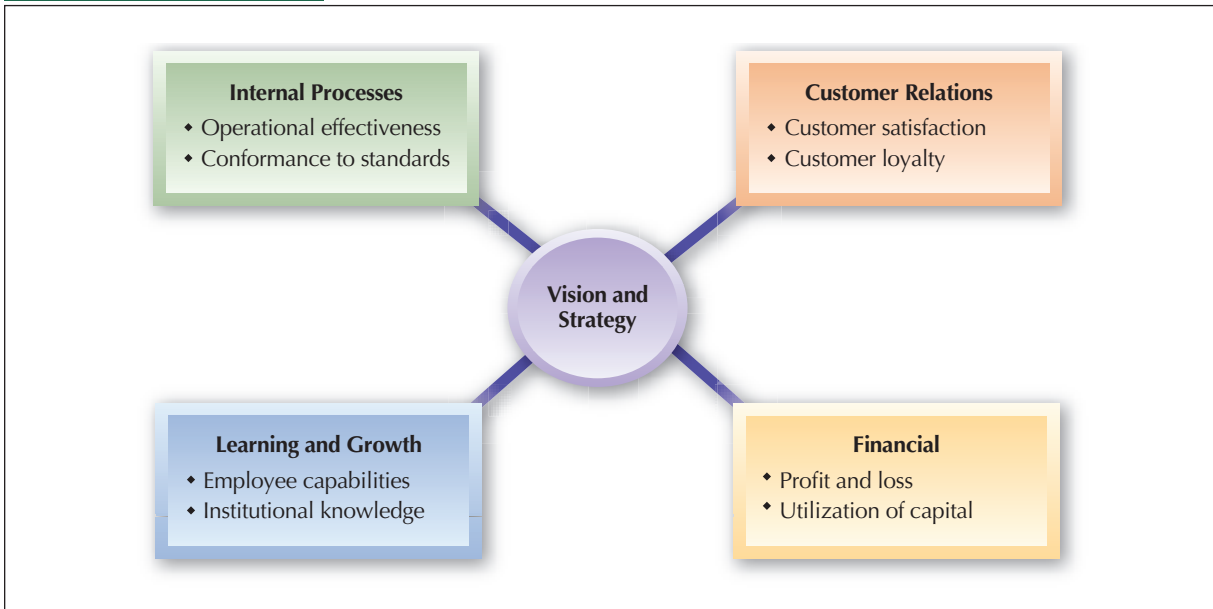 Internal Processes
◆ Operational effectiveness
◆ Conformance to standards
Customer Relations
◆ Customer satisfaction
◆ Customer loyalty
Vision and
Strategy
Learning and Growth
◆ Employee capabilities
◆ Institutional knowledge
Financial
◆ Profit and loss
◆ Utilization of capital